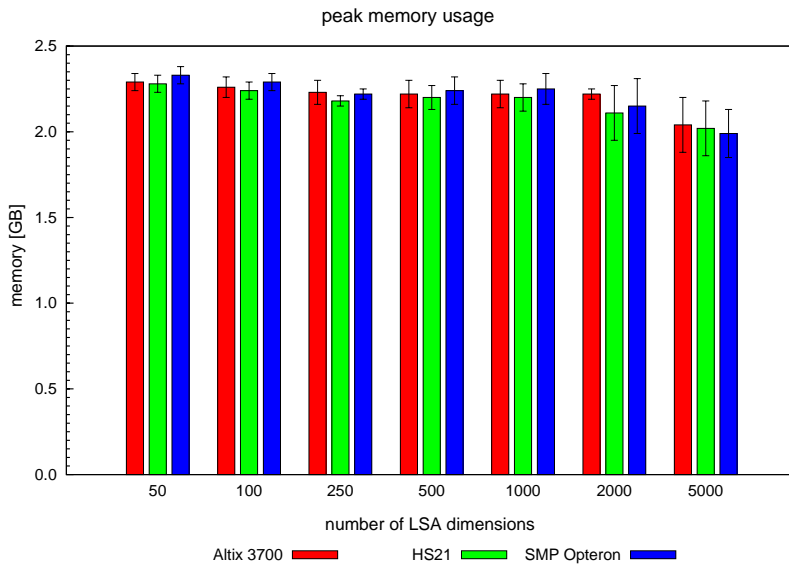 peak memory usage
2.5
2.0
1.5
1.0
0.5
0.0
memory [GB]
50 100 250 500 1000 2000 5000
number of LSA dimensions
Altix 3700 HS21 SMP Opteron